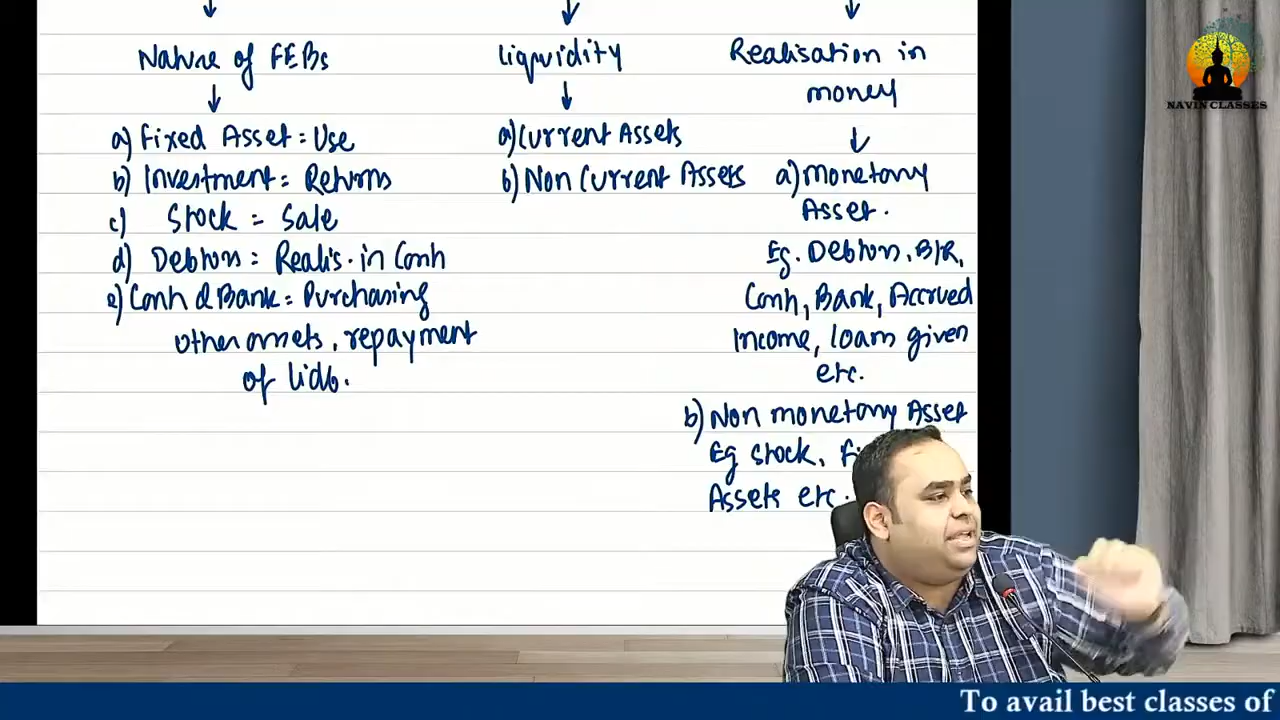 Nature of FEBs
a) Fixed Asset = Use
b) Investment = Returns
c) Stock = Sale
d) Debtors = Realis. in Cash
e) Cash & Bank = Purchasing
other assets, repayment
of liab.
Liquidity
a) Current Assets
b) Non Current Assets
Realisation in
money
a) Monetary
Asset.
Eg. Debtors, B/R,
Cash, Bank, Accrued
Income, loans given
etc.
b) Non monetary Asset
Eg Stock,
Assets etc.
NAVIN CLASSES
To avail best classes of